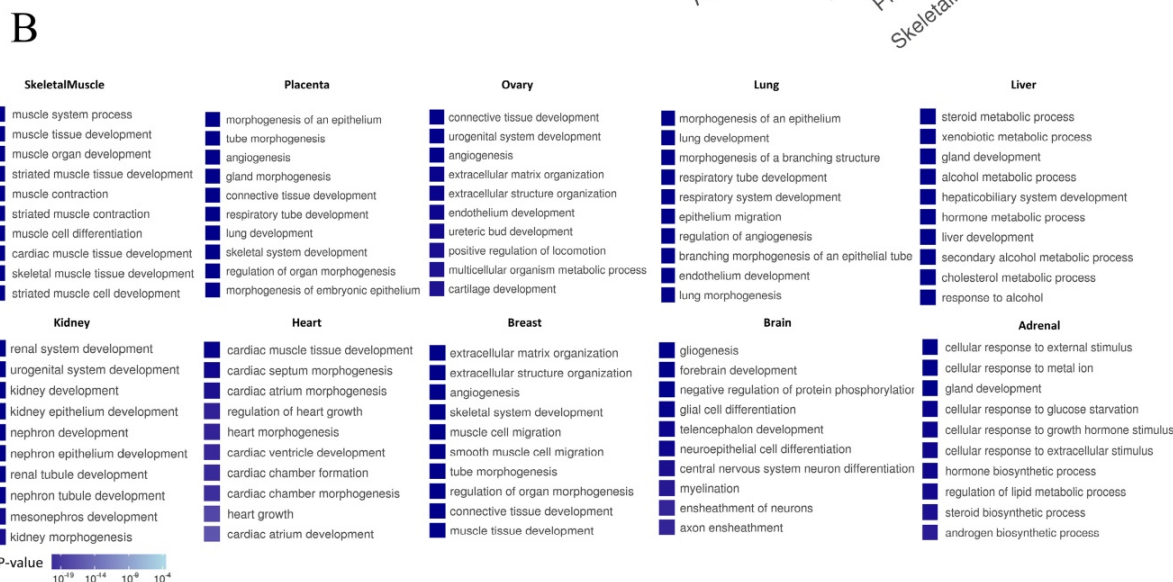 B
Skeletal
SkeletalMuscle
muscle system process
muscle tissue development
muscle organ development
striated muscle tissue development
muscle contraction
striated muscle contraction
muscle cell differentiation
cardiac muscle tissue development
skeletal muscle tissue development
striated muscle cell development
Placenta
morphogenesis of an epithelium
tube morphogenesis
angiogenesis
gland morphogenesis
connective tissue development
respiratory tube development
lung development
skeletal system development
regulation of organ morphogenesis
morphogenesis of embryonic epithelium
Ovary
connective tissue development
urogenital system development
angiogenesis
extracellular matrix organization
extracellular structure organization
endothelium development
ureteric bud development
positive regulation of locomotion
multicellular organism metabolic process
cartilage development
Lung
morphogenesis of an epithelium
lung development
morphogenesis of a branching structure
respiratory tube development
respiratory system development
epithelium migration
regulation of angiogenesis
branching morphogenesis of an epithelial tube
endothelium development
lung morphogenesis
Liver
steroid metabolic process
xenobiotic metabolic process
gland development
alcohol metabolic process
hepaticobiliary system development
hormone metabolic process
liver development
secondary alcohol metabolic process
cholesterol metabolic process
response to alcohol
Kidney
renal system development
urogenital system development
kidney development
kidney epithelium development
nephron development
nephron epithelium development
renal tubule development
nephron tubule development
mesonephros development
kidney morphogenesis
Heart
cardiac muscle tissue development
cardiac septum morphogenesis
cardiac atrium morphogenesis
regulation of heart growth
heart morphogenesis
cardiac ventricle development
cardiac chamber formation
cardiac chamber morphogenesis
heart growth
cardiac atrium development
Breast
extracellular matrix organization
extracellular structure organization
angiogenesis
skeletal system development
muscle cell migration
smooth muscle cell migration
tube morphogenesis
regulation of organ morphogenesis
connective tissue development
muscle tissue development
Brain
gliogenesis
forebrain development
negative regulation of protein phosphorylation
glial cell differentiation
telencephalon development
neuroepithelial cell differentiation
central nervous system neuron differentiation
myelination
ensheathment of neurons
axon ensheathment
Adrenal
cellular response to external stimulus
cellular response to metal ion
gland development
cellular response to glucose starvation
cellular response to growth hormone stimulus
cellular response to extracellular stimulus
hormone biosynthetic process
regulation of lipid metabolic process
steroid biosynthetic process
androgen biosynthetic process
P-value
10^-19 10^-14 10^-9 10^-4